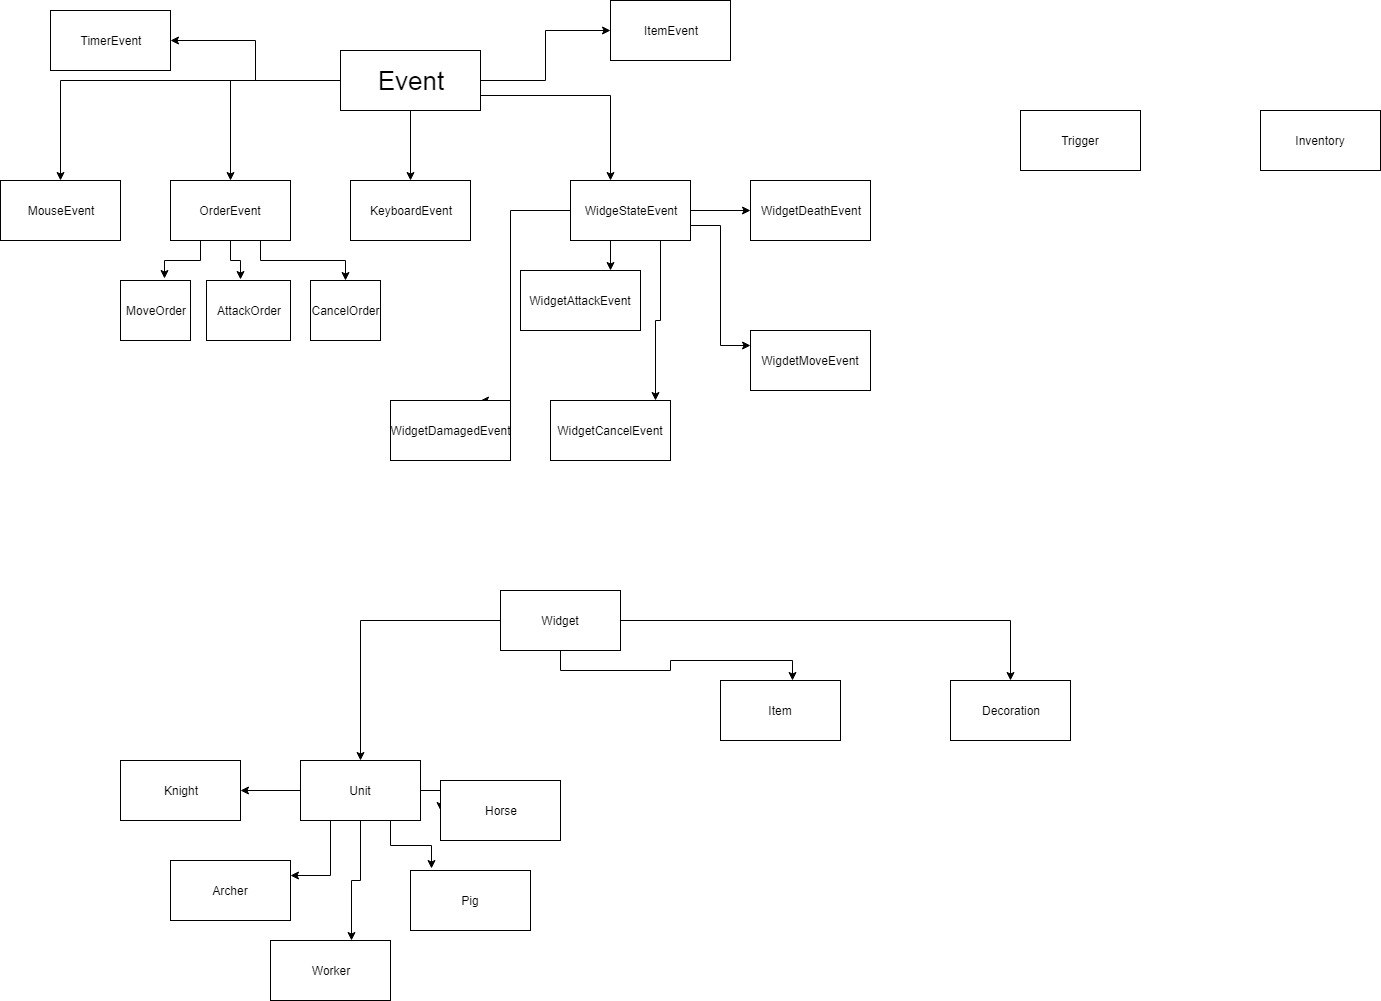 TimerEvent
ItemEvent
Event
Trigger
Inventory
MouseEvent
OrderEvent
KeyboardEvent
WidgeStateEvent
WidgetDeathEvent
MoveOrder
AttackOrder
CancelOrder
WidgetAttackEvent
WigdetMoveEvent
WidgetDamagedEvent
WidgetCancelEvent
Widget
Item
Decoration
Knight
Unit
Horse
Archer
Pig
Worker